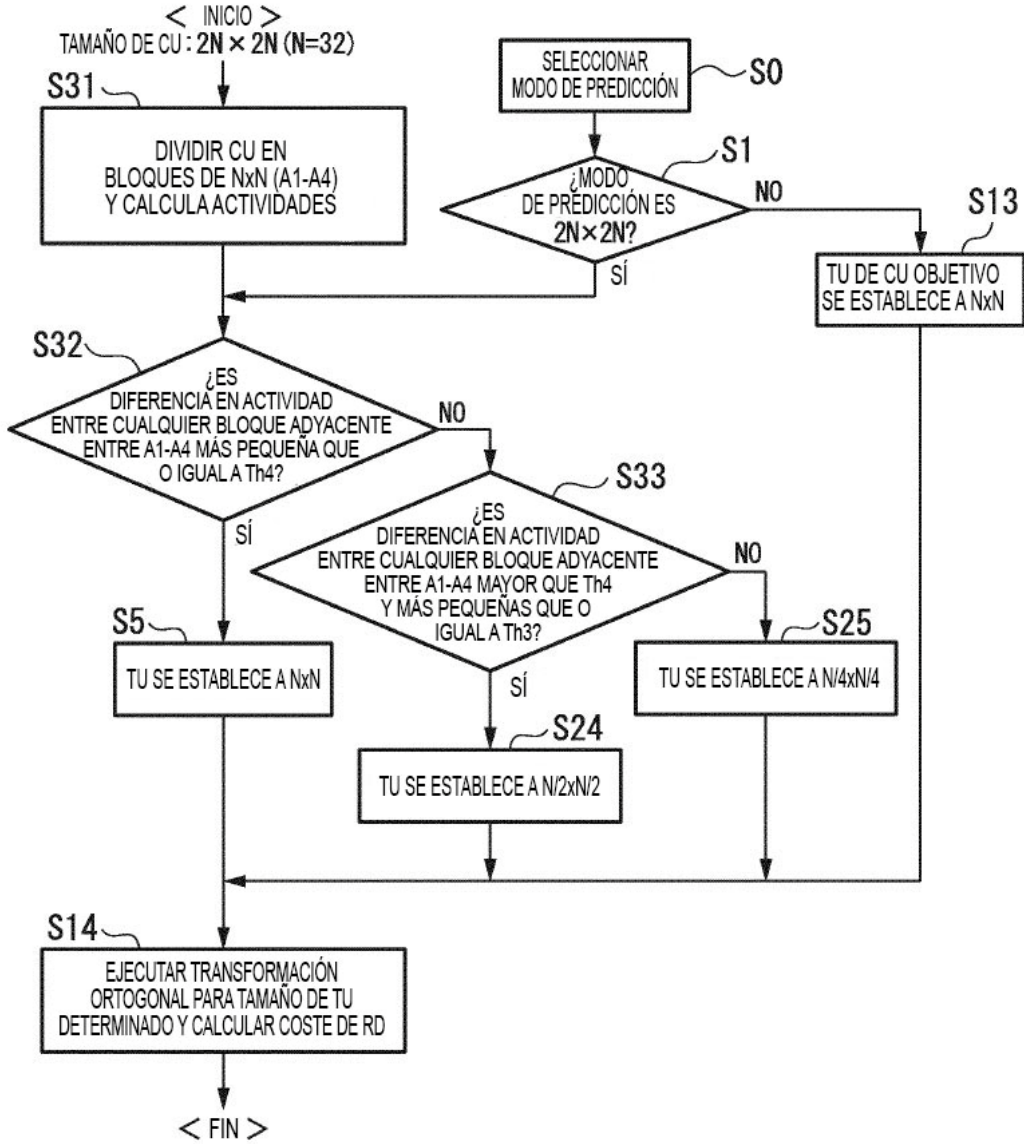 < INICIO >
TAMAÑO DE CU : 2N × 2N (N=32)
S31
DIVIDIR CU EN
BLOQUES DE NxN (A1-A4)
Y CALCULA ACTIVIDADES
SELECCIONAR
MODO DE PREDICCIÓN
S0
S1
¿MODO
DE PREDICCIÓN ES
2N×2N?
NO
SÍ
S13
TU DE CU OBJETIVO
SE ESTABLECE A NxN
S32
¿ES
DIFERENCIA EN ACTIVIDAD
ENTRE CUALQUIER BLOQUE ADYACENTE
ENTRE A1-A4 MÁS PEQUEÑA QUE
O IGUAL A Th4?
NO
SÍ
S33
¿ES
DIFERENCIA EN ACTIVIDAD
ENTRE CUALQUIER BLOQUE ADYACENTE
ENTRE A1-A4 MAYOR QUE Th4
Y MÁS PEQUEÑAS QUE O
IGUAL A Th3?
NO
SÍ
S5
TU SE ESTABLECE A NxN
S25
TU SE ESTABLECE A N/4xN/4
S24
TU SE ESTABLECE A N/2xN/2
S14
EJECUTAR TRANSFORMACIÓN
ORTOGONAL PARA TAMAÑO DE TU
DETERMINADO Y CALCULAR COSTE DE RD
< FIN >